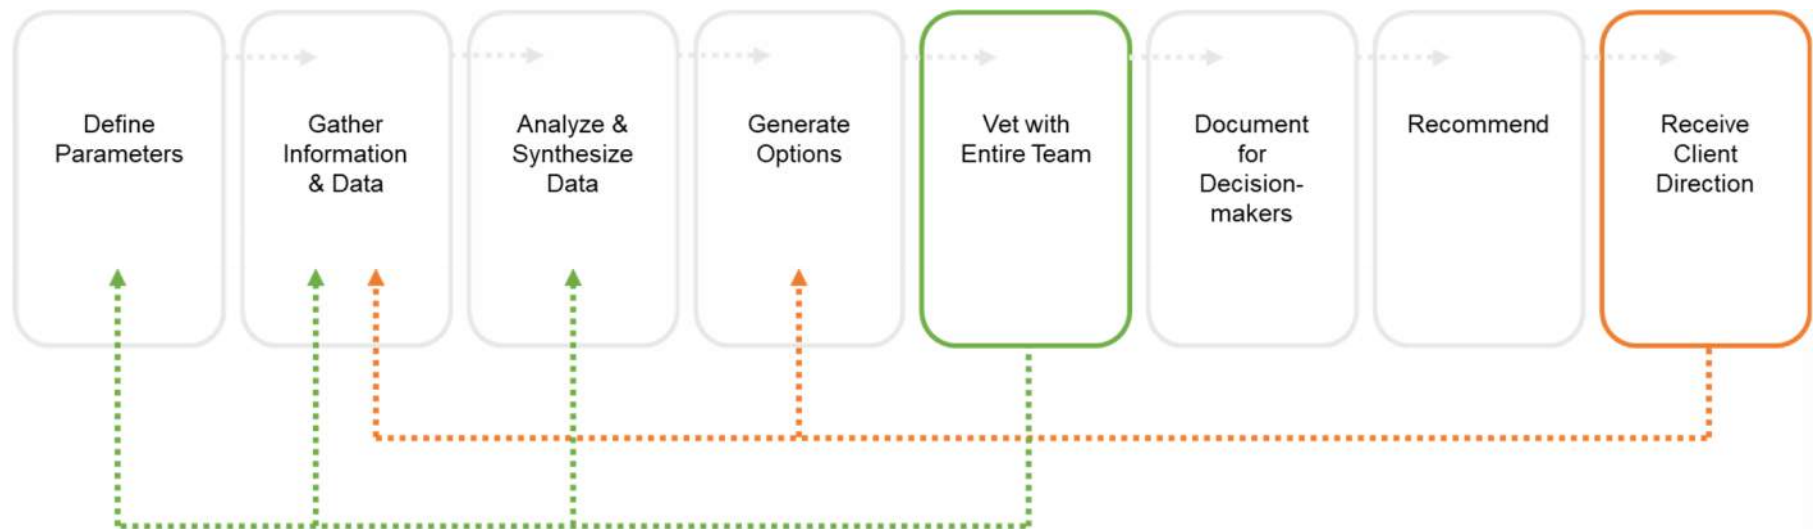 Define
Parameters
Gather
Information
& Data
Analyze &
Synthesize
Data
Generate
Options
Vet with
Entire Team
Document
for
Decision-
makers
Recommend
Receive
Client
Direction